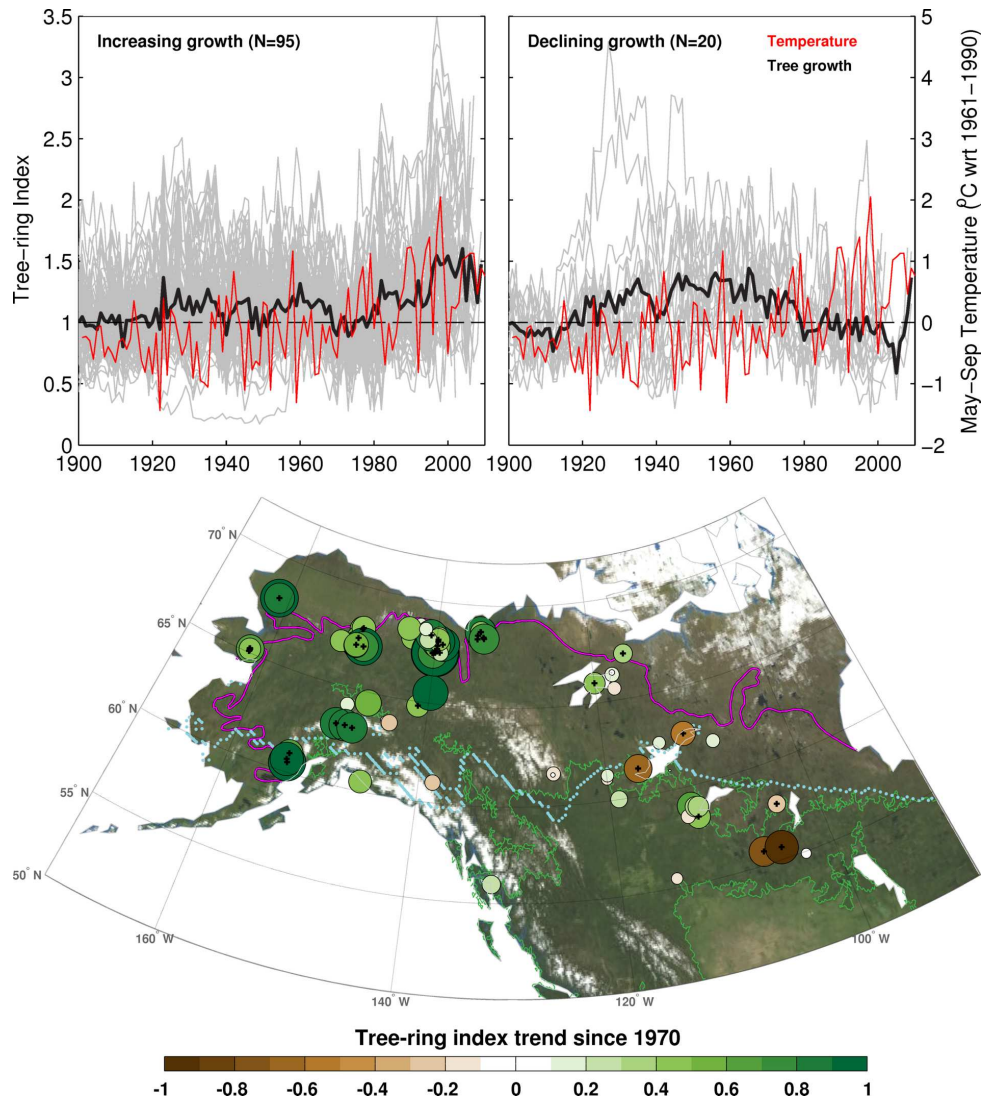 Increasing growth (N=95)
Declining growth (N=20)
Temperature
Tree growth
Tree-ring Index
3.5
3
2.5
2
1.5
1
0.5
0
1900 1920 1940 1960 1980 2000
1900 1920 1940 1960 1980 2000
5
4
3
2
1
0
-1
-2
May-Sep Temperature (°C wrt 1961-1990)
70° N
65° N
60° N
55° N
50° N
160° W
140° W
120° W
100° W
Tree-ring index trend since 1970
-1 -0.8 -0.6 -0.4 -0.2 0 0.2 0.4 0.6 0.8 1